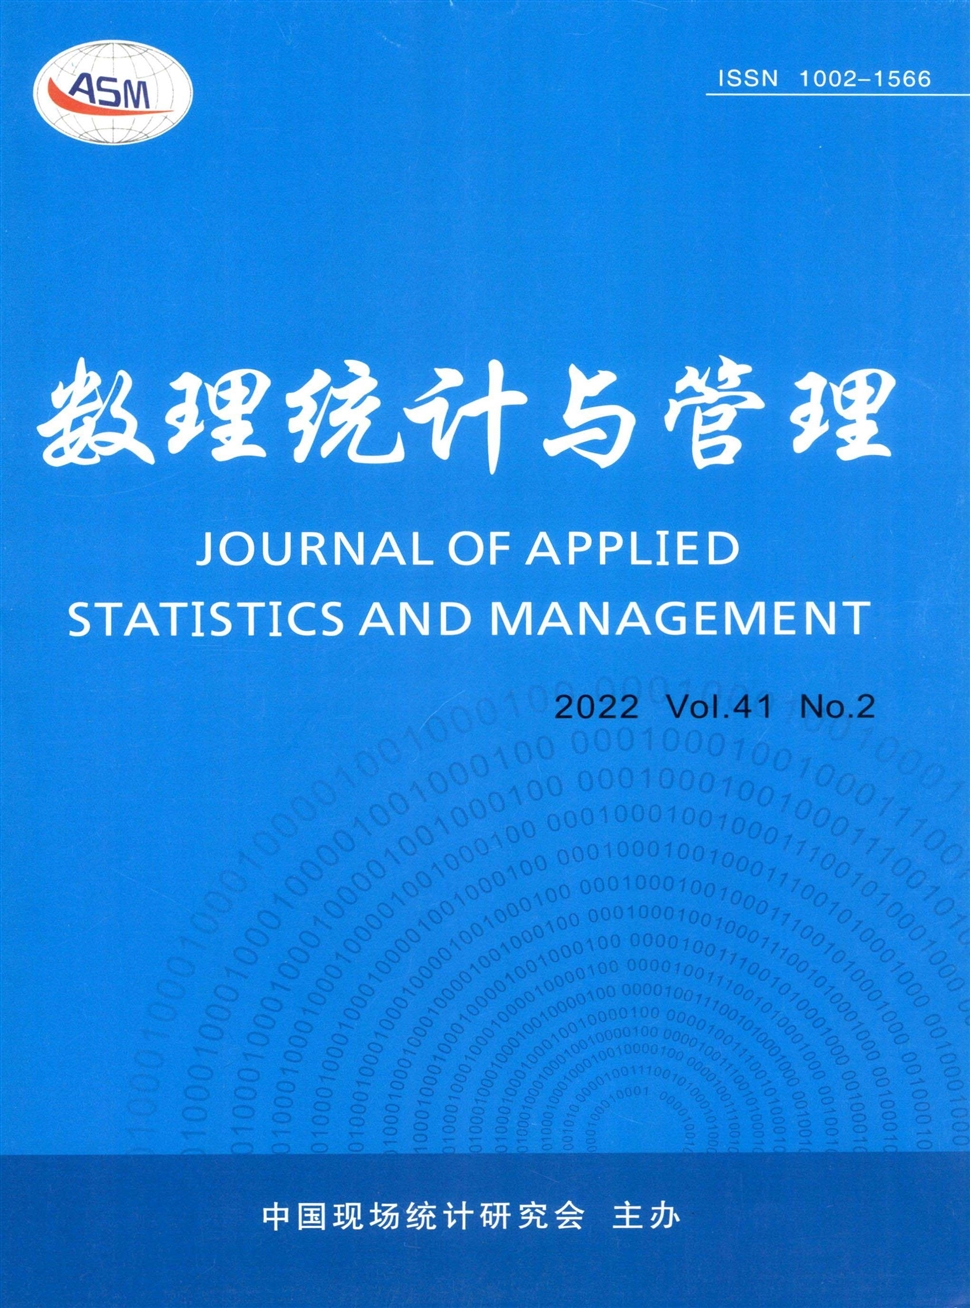 ASM
ISSN 1002-1566
数理统计与管理
JOURNAL OF APPLIED
STATISTICS AND MANAGEMENT
2022 Vol.41 No.2
中国现场统计研究会 主办